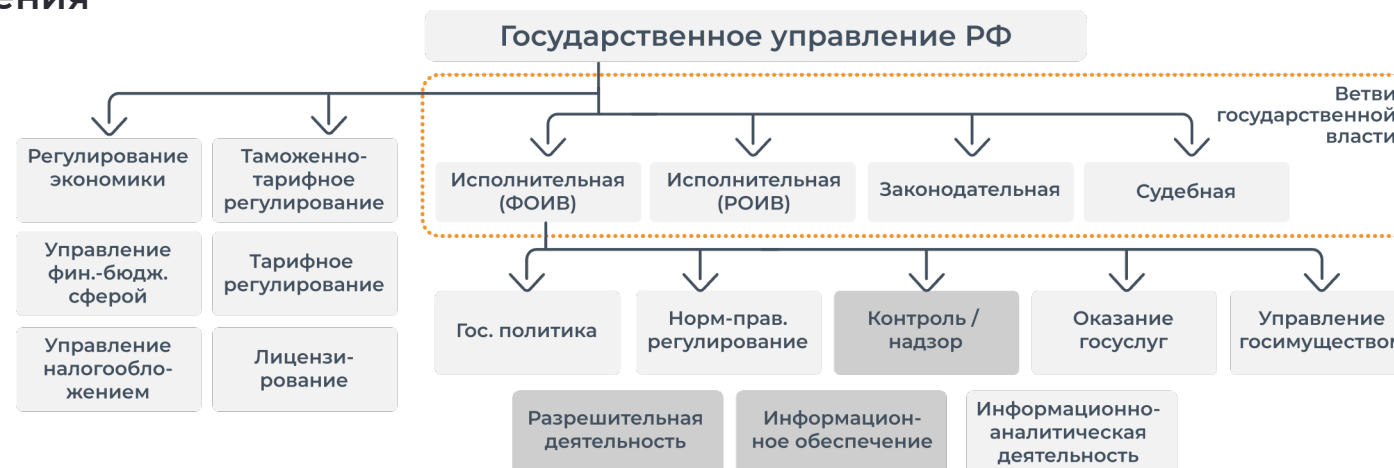 ения
Государственное управление РФ
Ветви
государственной
власти
Регулирование
экономики
Таможенно-
тарифное
регулирование
Исполнительная
(ФОИВ)
Исполнительная
(РОИВ)
Законодательная
Судебная
Управление
фин.-бюдж.
сферой
Тарифное
регулирование
Гос. политика
Норм-прав.
регулирование
Контроль /
надзор
Оказание
госуслуг
Управление
госимуществом
Управление
налогообло-
жением
Лицензи-
рование
Разрешительная
деятельность
Информацион-
ное обеспечение
Информационно-
аналитическая
деятельность